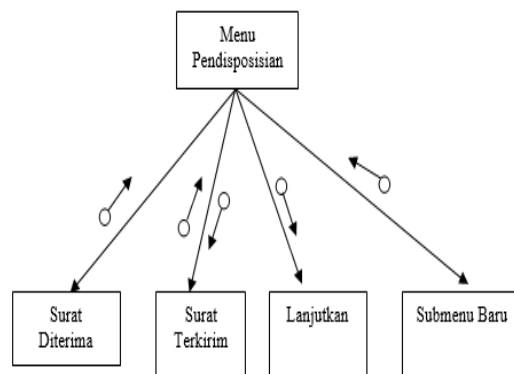 Menu
Pendisposisian
Surat
Diterima
Surat
Terkirim
Lanjutkan
Submenu Baru